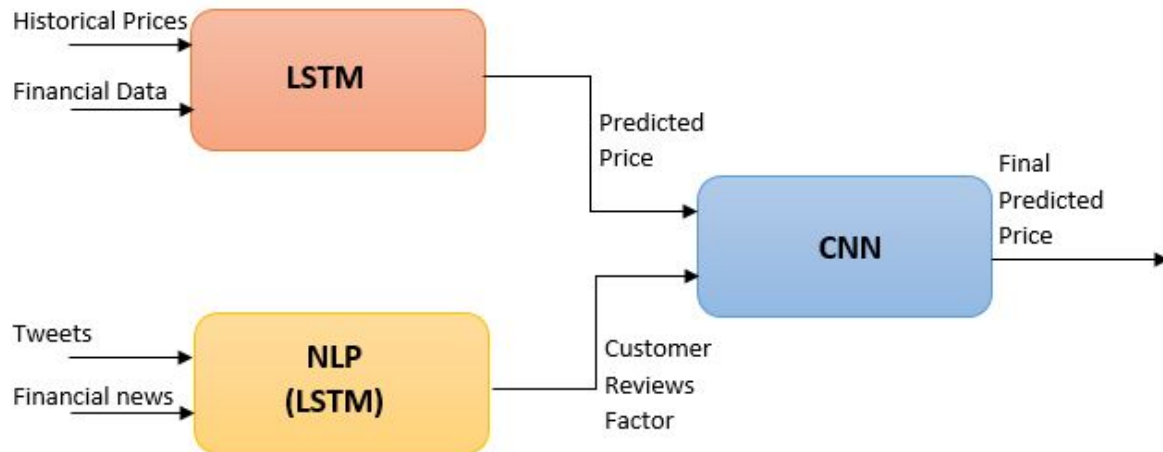 Historical Prices
Financial Data
LSTM
Predicted
Price
Tweets
Financial news
NLP
(LSTM)
Customer
Reviews
Factor
CNN
Final
Predicted
Price